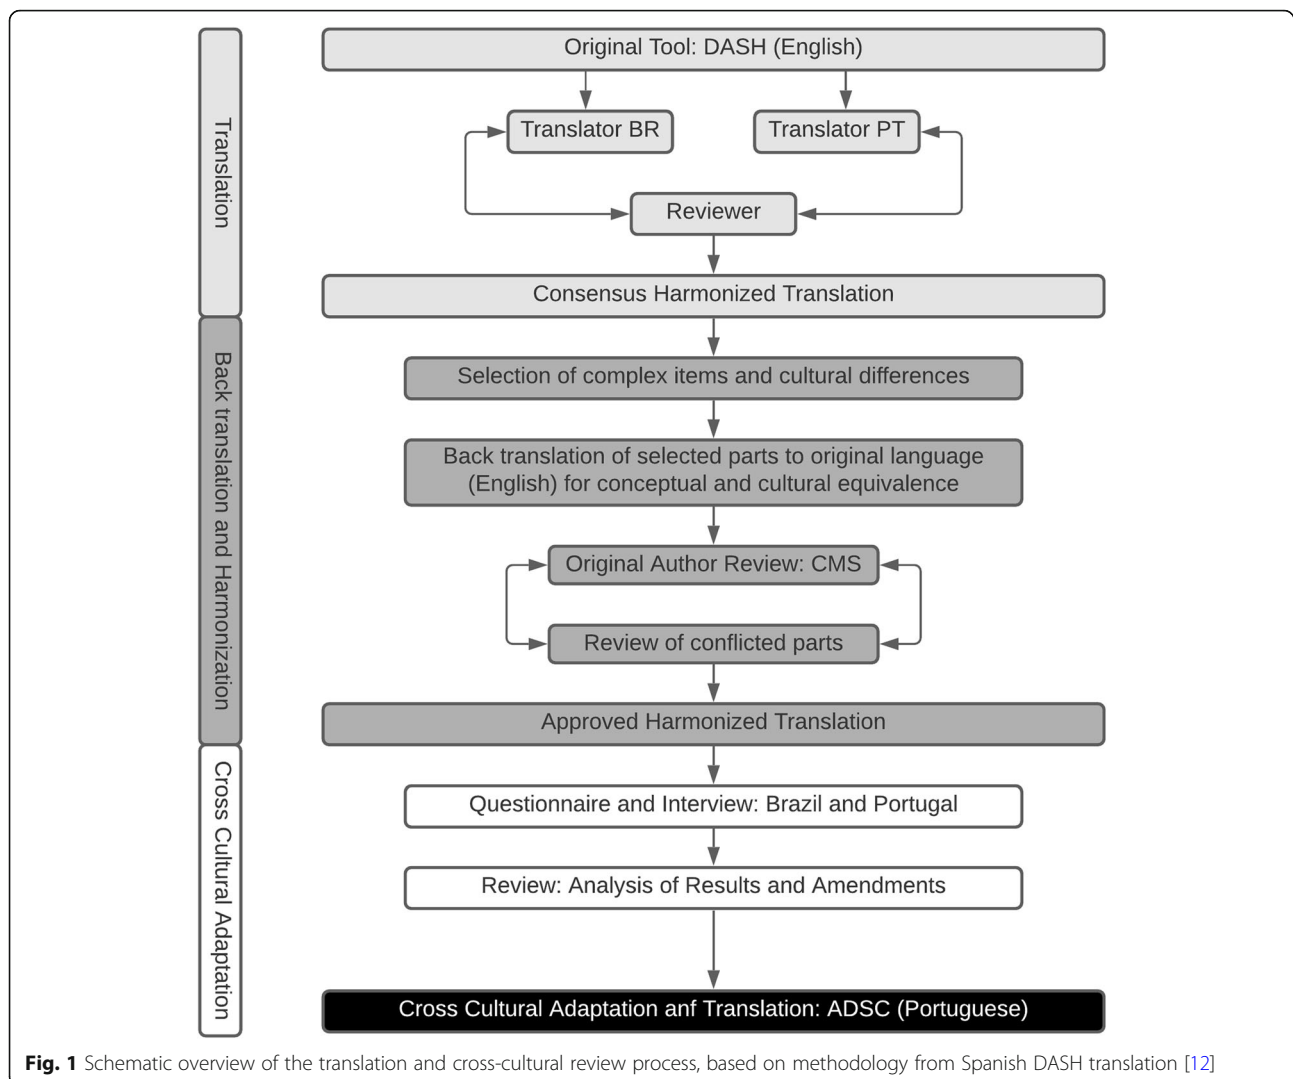 Translation
Original Tool: DASH (English)
Translator BR
Translator PT
Reviewer
Consensus Harmonized Translation
Back translation and Harmonization
Selection of complex items and cultural differences
Back translation of selected parts to original language
(English) for conceptual and cultural equivalence
Original Author Review: CMS
Review of conflicted parts
Approved Harmonized Translation
Cross Cultural Adaptation
Questionnaire and Interview: Brazil and Portugal
Review: Analysis of Results and Amendments
Cross Cultural Adaptation anf Translation: ADSC (Portuguese)
Fig. 1 Schematic overview of the translation and cross-cultural review process, based on methodology from Spanish DASH translation [12]